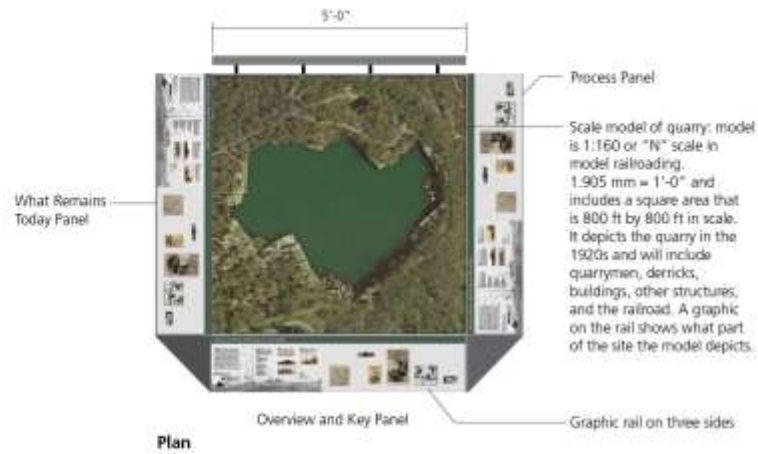 5'-0"
Process Panel
Scale model of quarry: model
is 1:160 or "N" scale in
model railroading.
1.905 mm = 1'-0" and
includes a square area that
is 800 ft by 800 ft in scale.
It depicts the quarry in the
1920s and will include
quarrymen, derricks,
buildings, other structures,
and the railroad. A graphic
on the rail shows what part
of the site the model depicts.
What Remains
Today Panel
Overview and Key Panel
Graphic rail on three sides
Plan